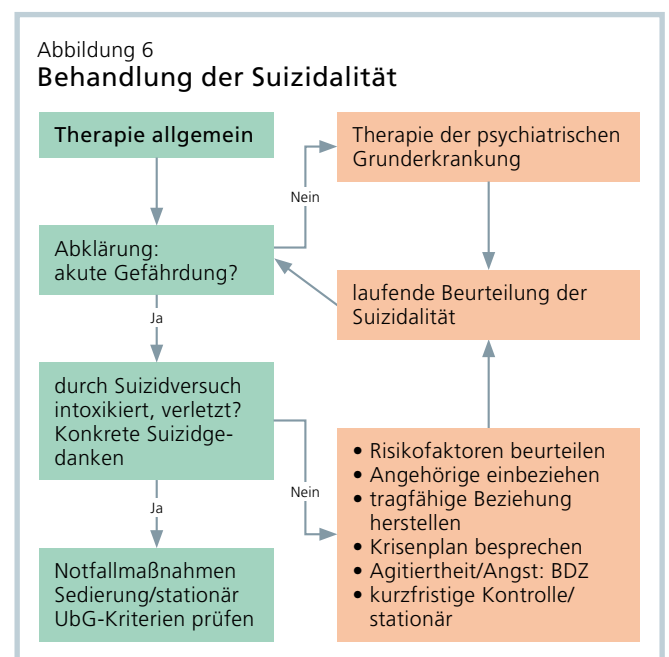 Abbildung 6
Behandlung der Suizidalität
Therapie allgemein
Therapie der psychiatrischen
Grunderkrankung
Nein
Abklärung:
akute Gefährdung?
laufende Beurteilung der
Suizidalität
Ja
durch Suizidversuch
intoxikiert, verletzt?
Konkrete Suizidge-
danken
Nein
• Risikofaktoren beurteilen
• Angehörige einbeziehen
• tragfähige Beziehung
herstellen
• Krisenplan besprechen
• Agitiertheit/Angst: BDZ
• kurzfristige Kontrolle/
stationär
Ja
Notfallmaßnahmen
Sedierung/stationär
UbG-Kriterien prüfen